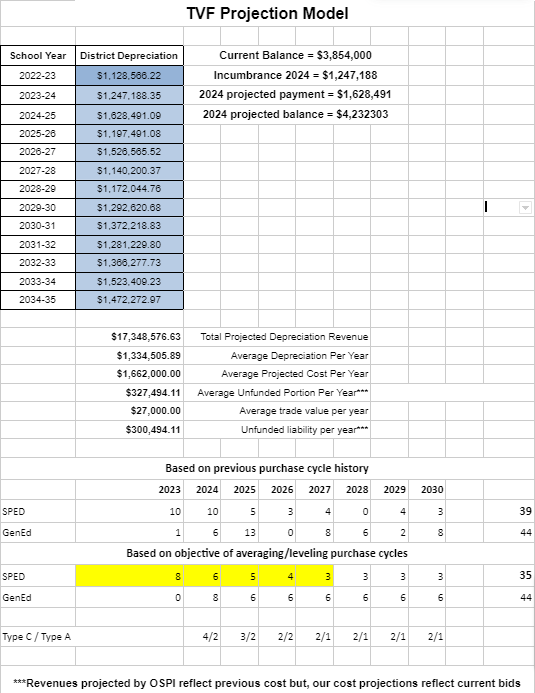 TVF Projection Model
School Year District Depreciation Current Balance = $3,854,000
2022-23 $1,128,566.22 Incumbrance 2024 = $1,247,188
2023-24 $1,247,188.35 2024 projected payment = $1,628,491
2024-25 $1,628,491.09 2024 projected balance = $4,232303
2025-26 $1,197,491.08
2026-27 $1,526,565.52
2027-28 $1,140,200.37
2028-29 $1,172,044.76
2029-30 $1,292,620.68
2030-31 $1,372,218.83
2031-32 $1,281,229.80
2032-33 $1,366,277.73
2033-34 $1,523,409.23
2034-35 $1,472,272.97
$17,348,576.63 Total Projected Depreciation Revenue
$1,334,505.89 Average Depreciation Per Year
$1,662,000.00 Average Projected Cost Per Year
$327,494.11 Average Unfunded Portion Per Year***
$27,000.00 Average trade value per year
$300,494.11 Unfunded liability per year***
Based on previous purchase cycle history
2023 2024 2025 2026 2027 2028 2029 2030
SPED 10 10 5 3 4 0 4 3 39
GenEd 1 6 13 0 8 6 2 8 44
Based on objective of averaging/leveling purchase cycles
SPED 8 6 5 4 3 3 3 3 35
GenEd 0 8 6 6 6 6 6 6 44
Type C / Type A 4/2 3/2 2/2 2/1 2/1 2/1 2/1
***Revenues projected by OSPI reflect previous cost but, our cost projections reflect current bids